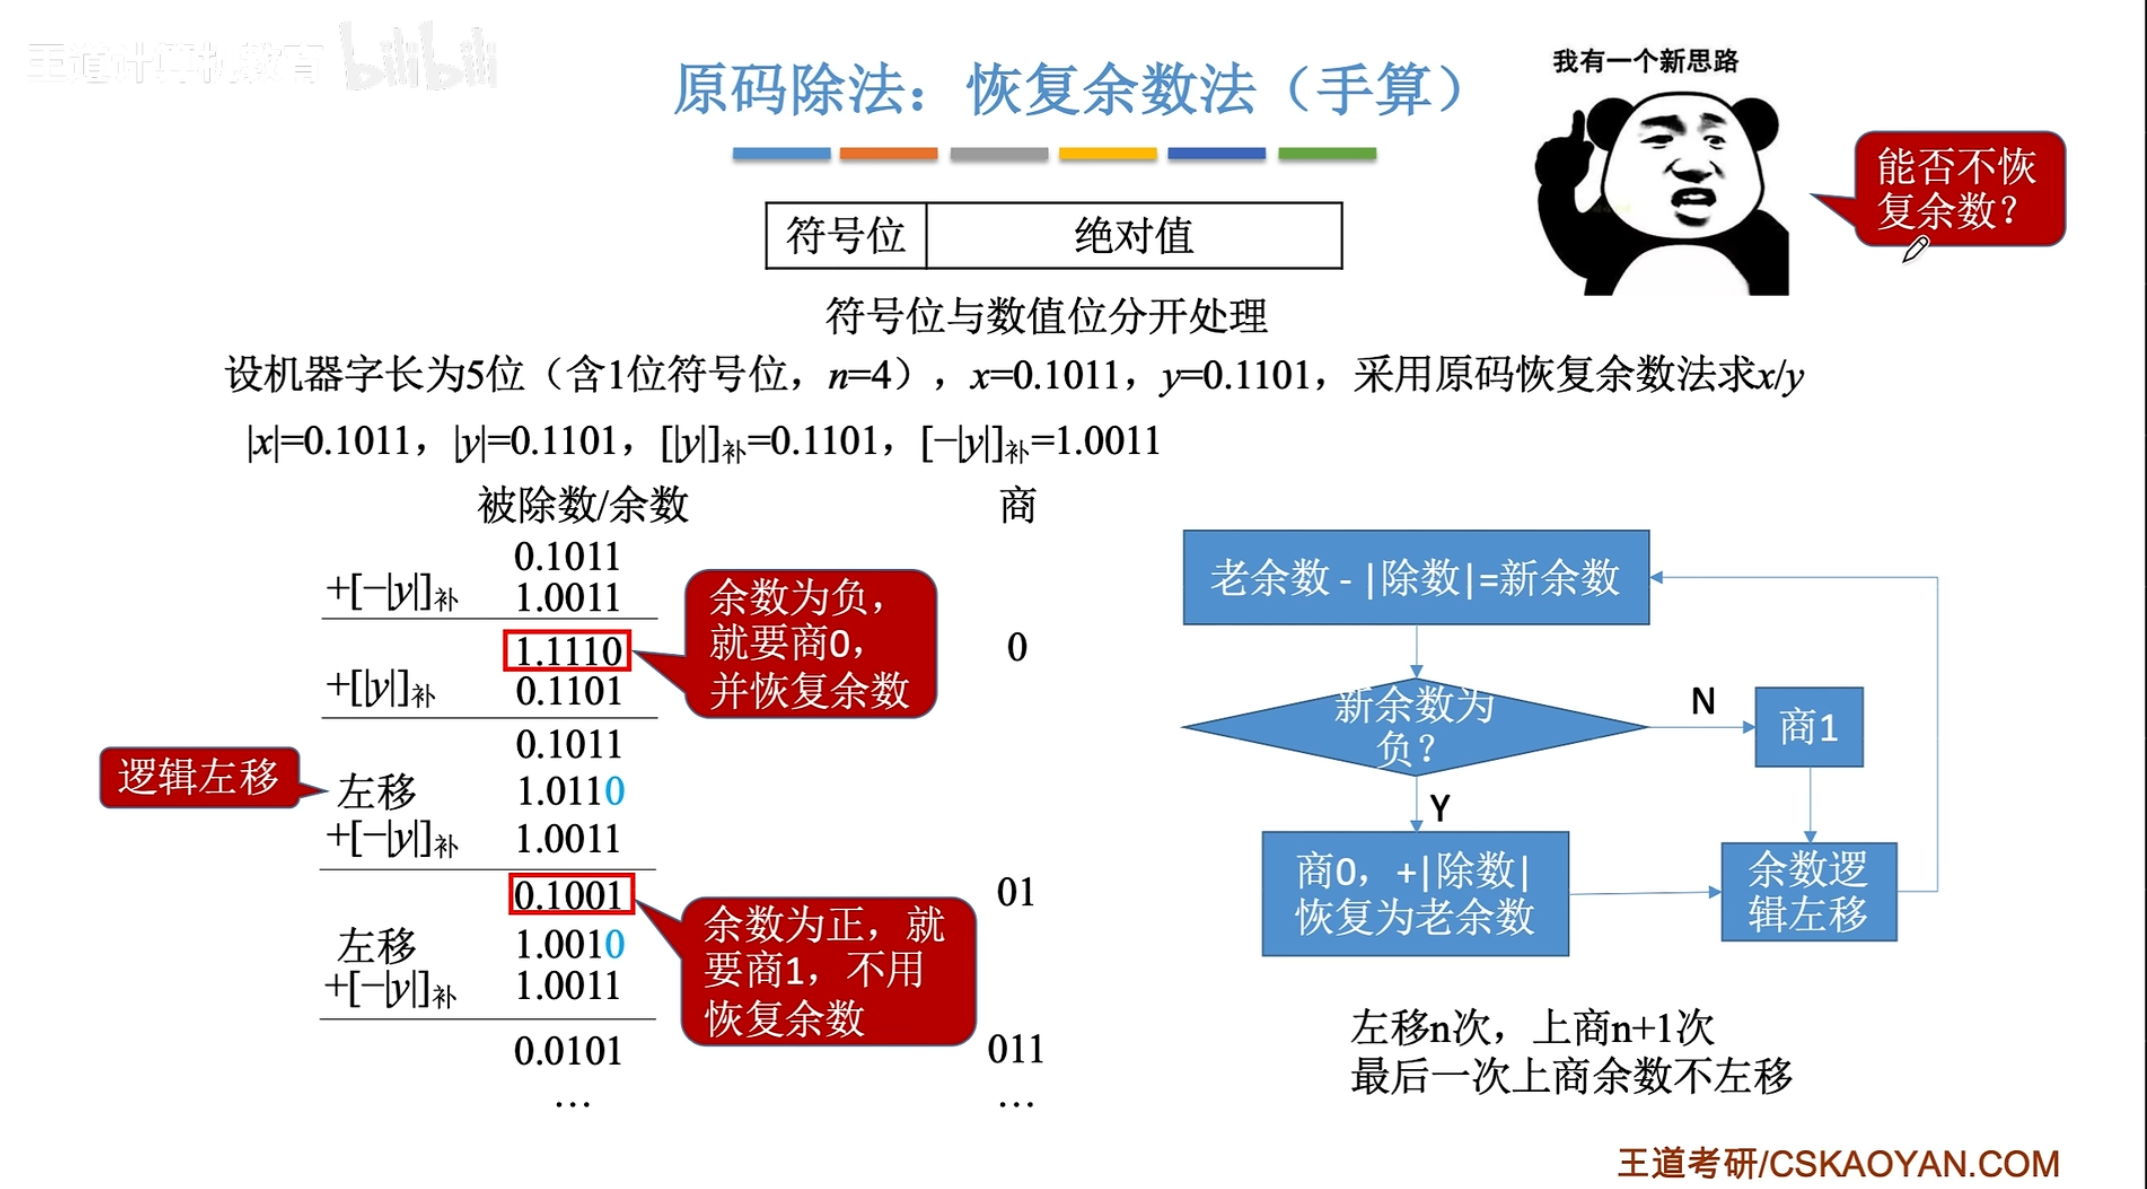 王道计算机教育 bilibili
原码除法：恢复余数法（手算）
我有一个新思路
能否不恢
复余数？
符号位 绝对值
符号位与数值位分开处理
设机器字长为5位（含1位符号位，n=4），x=0.1011，y=0.1101，采用原码恢复余数法求x/y
|x|=0.1011，|y|=0.1101，[|y|]补=0.1101，[−|y|]补=1.0011
被除数/余数 商
0.1011
+[−|y|]补 1.0011
1.1110 0
+[|y|]补 0.1101
余数为负，
就要商0，
并恢复余数
0.1011
逻辑左移
左移 1.0110
+[−|y|]补 1.0011
0.1001 01
左移 1.0010
+[−|y|]补 1.0011
余数为正，就
要商1，不用
恢复余数
0.0101 011
… …
老余数 - |除数|=新余数
新余数为
负？
N
商1
Y
商0，+|除数|
恢复为老余数
余数逻
辑左移
左移n次，上商n+1次
最后一次上商余数不左移
王道考研/CSKAOYAN.COM